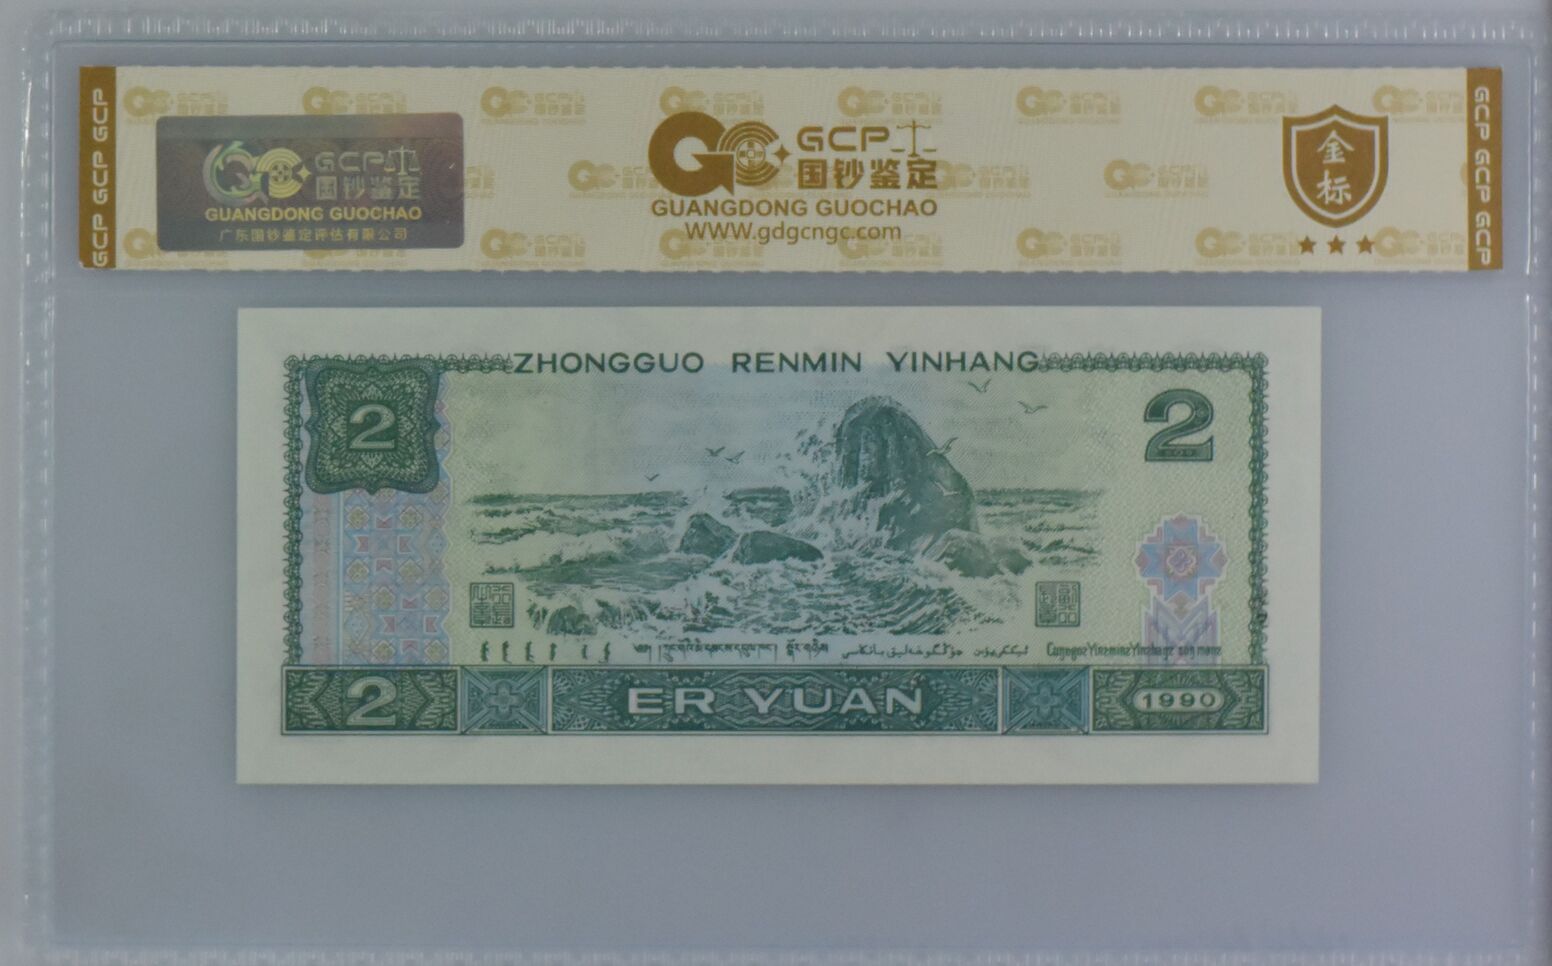 GCP GCP GCP
GCP
国钞鉴定
GUANGDONG GUOCHAO
广东国钞鉴定评估有限公司
GCP
国钞鉴定
GUANGDONG GUOCHAO
WWW.gdgcngc.com
金
标
GCP GCP GCP
ZHONGGUO RENMIN YINHANG
2
2
2
ER YUAN
1990